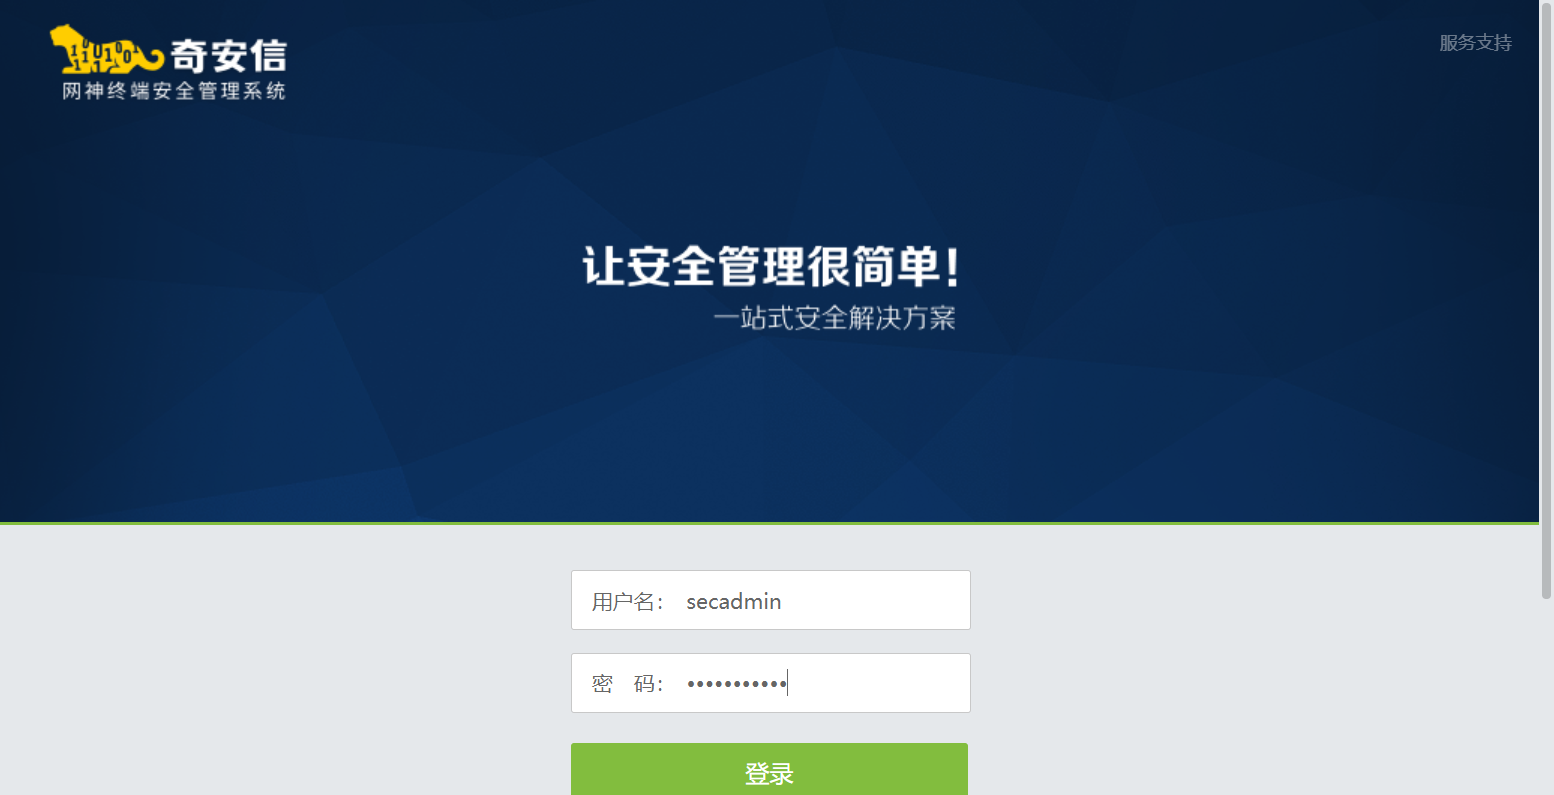 奇安信
网神终端安全管理系统
服务支持
让安全管理很简单!
一站式安全解决方案
用户名: secadmin
密 码: •••••••••••
登录